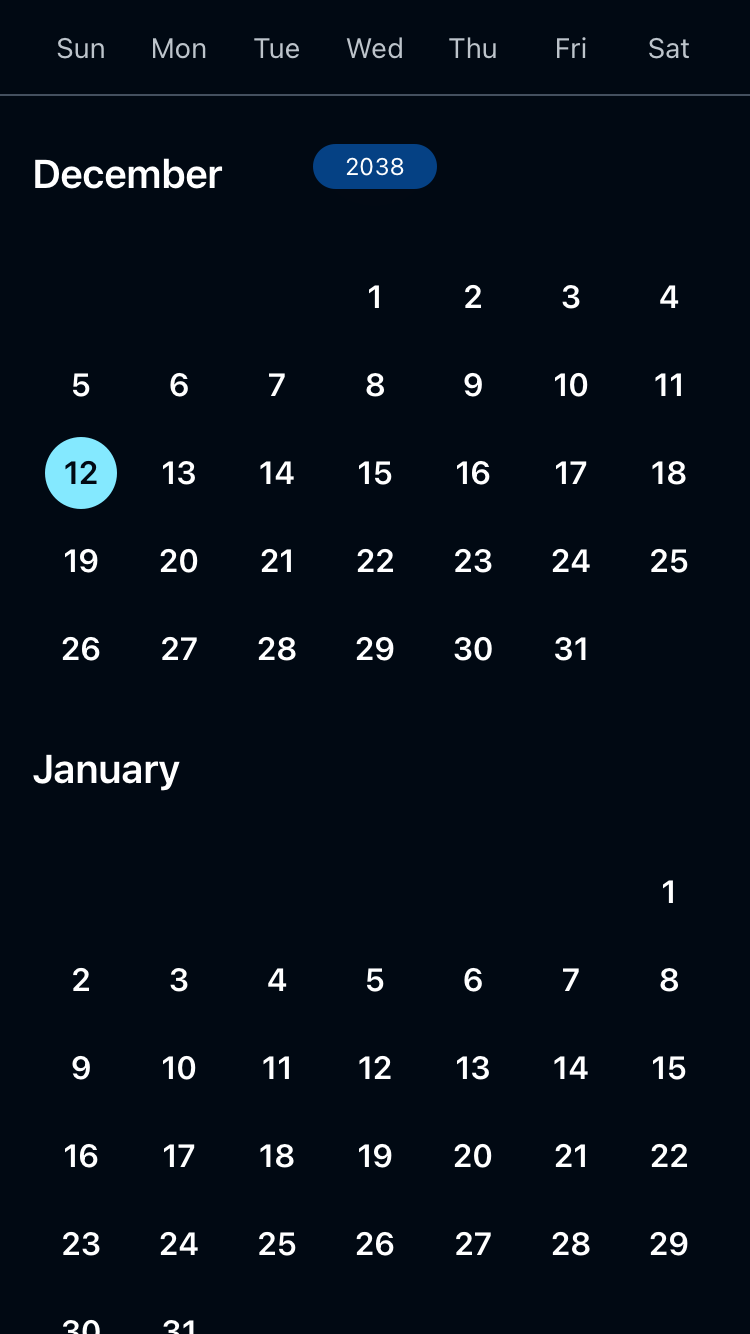 Sun Mon Tue Wed Thu Fri Sat
December 2038
1 2 3 4
5 6 7 8 9 10 11
12 13 14 15 16 17 18
19 20 21 22 23 24 25
26 27 28 29 30 31
January
1
2 3 4 5 6 7 8
9 10 11 12 13 14 15
16 17 18 19 20 21 22
23 24 25 26 27 28 29
30 31